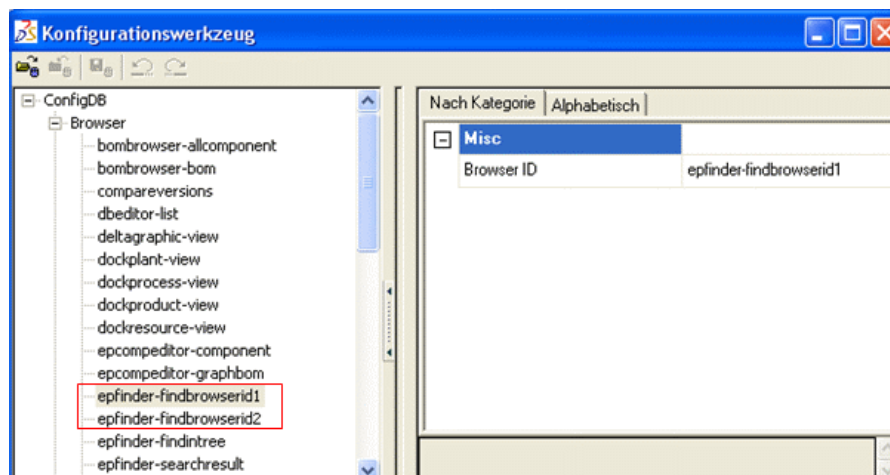 Konfigurationswerkzeug
ConfigDB
Browser
bombrowser-allcomponent
bombrowser-bom
compareversions
dbeditor-list
deltagraphic-view
dockplant-view
dockprocess-view
dockproduct-view
dockresource-view
epcompeditor-component
epcompeditor-graphbom
epfinder-findbrowserid1
epfinder-findbrowserid2
epfinder-findintree
epfinder-searchresult
Nach Kategorie Alphabetisch
Misc
Browser ID epfinder-findbrowserid1